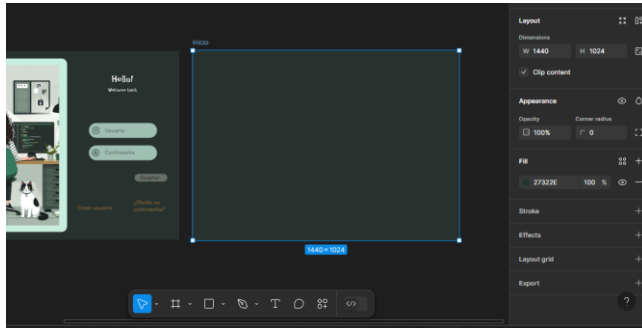 Inicio
Hello!
Welcome back
Usuario
Contraseña
Aceptar
Crear usuario
¿Olvido su
contraseña?
1440 × 1024
Layout
Dimensions
W 1440
H 1024
Clip content
Appearance
Opacity
Corner radius
100%
0
Fill
27322E
100 %
Stroke
Effects
Layout grid
Export
?